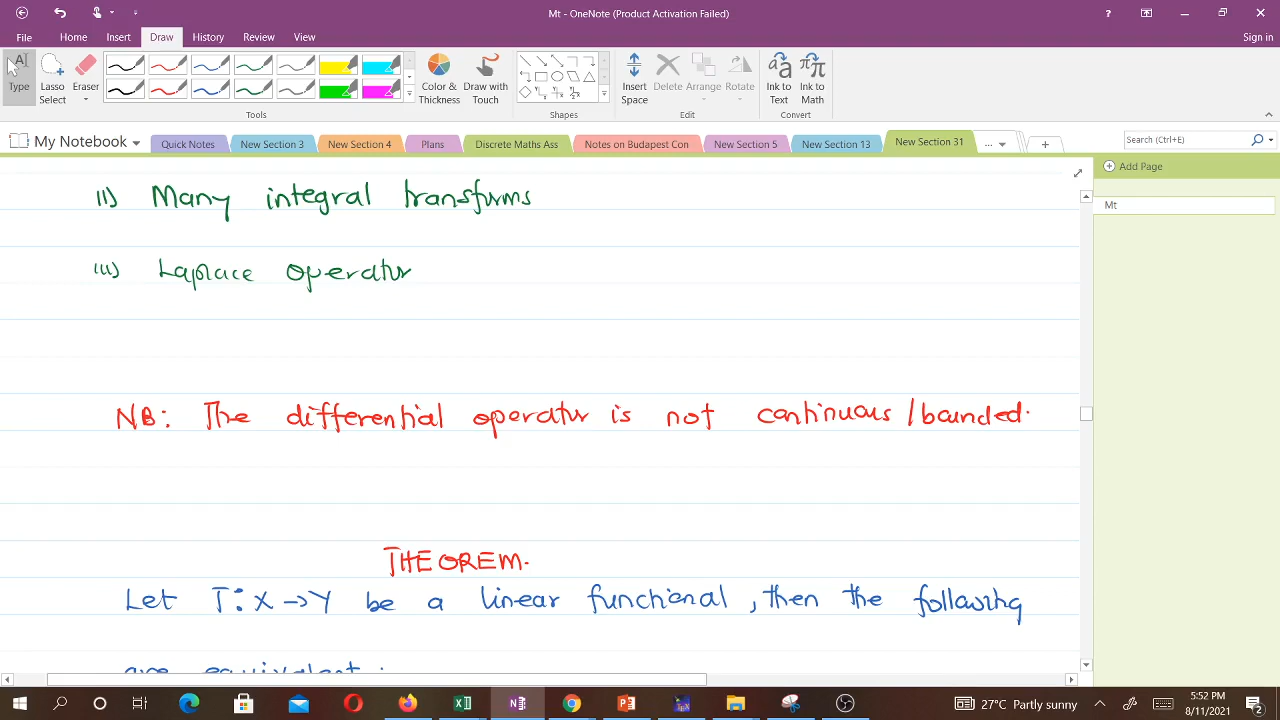 Mt - OneNote (Product Activation Failed)
?
File Home Insert Draw History Review View
Sign in
Type
Lasso Select
Eraser
Color & Thickness
Draw with Touch
Insert Space
Delete
Arrange
Rotate
Ink to Text
Ink to Math
Tools Shapes Edit Convert
My Notebook
Quick Notes
New Section 3
New Section 4
Plans
Discrete Maths Ass
Notes on Budapest Con
New Section 5
New Section 13
New Section 31
...
Search (Ctrl+E)
Add Page
Mt
ii) Many integral transforms
iii) Laplace operator
NB: The differential operator is not continuous /bounded.
THEOREM.
Let T: X → Y be a linear functional, then the following
are equivalent:
27°C Partly sunny
5:52 PM
8/11/2021